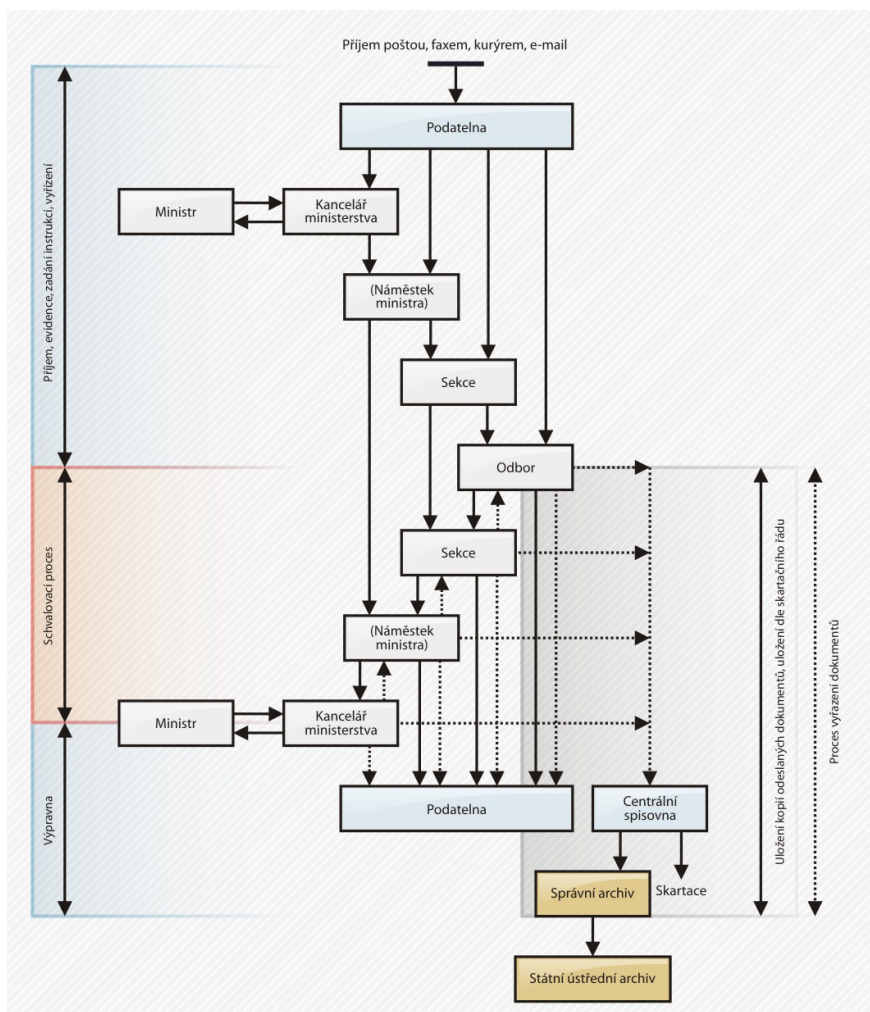 Příjem poštou, faxem, kurýrem, e-mail
Podatelna
Příjem, evidence, zadání instrukcí, vyřízení
Ministr
Kancelář
ministerstva
(Náměstek
ministra)
Sekce
Odbor
Schvalovací proces
Sekce
(Náměstek
ministra)
Ministr
Kancelář
ministerstva
Výpravna
Podatelna
Centrální
spisovna
Správní archiv
Skartace
Státní ústřední archiv
Uložení kopií odeslaných dokumentů, uložení dle skartačního řádu
Proces vyřazení dokumentů